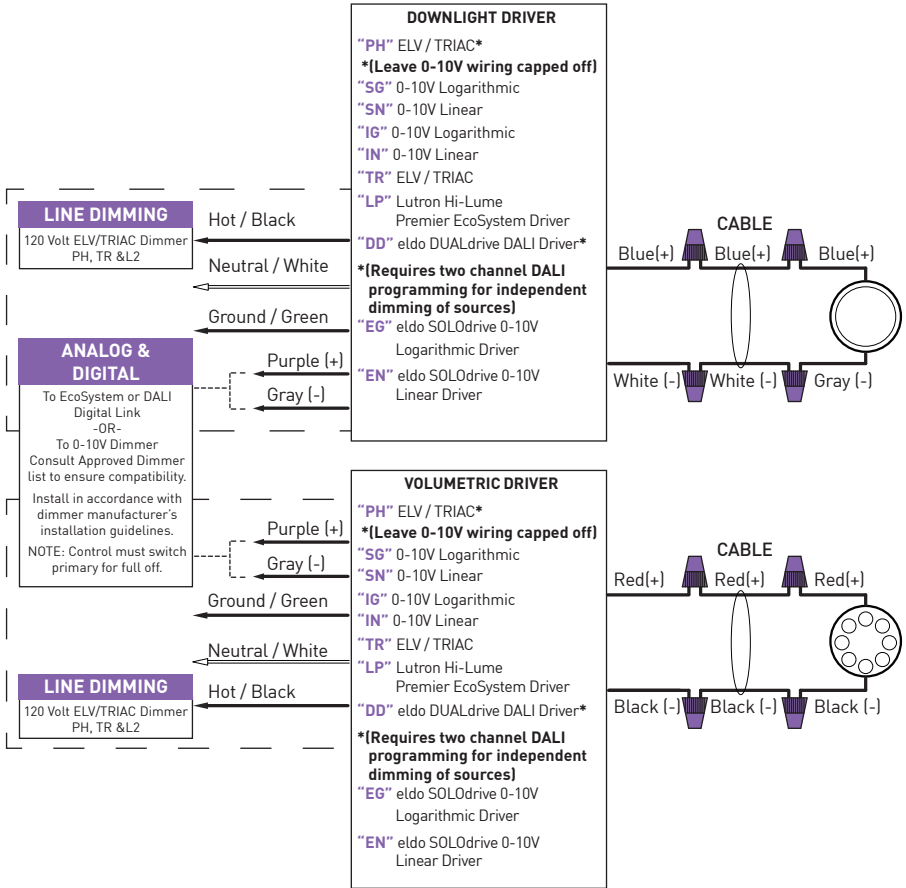 DOWNLIGHT DRIVER
“PH” ELV / TRIAC*
*(Leave 0-10V wiring capped off)
“SG” 0-10V Logarithmic
“SN” 0-10V Linear
“IG” 0-10V Logarithmic
“IN” 0-10V Linear
“TR” ELV / TRIAC
“LP” Lutron Hi-Lume
Premier EcoSystem Driver
“DD” eldo DUALdrive DALI Driver*
*(Requires two channel DALI
programming for independent
dimming of sources)
“EG” eldo SOLOdrive 0-10V
Logarithmic Driver
“EN” eldo SOLOdrive 0-10V
Linear Driver
LINE DIMMING
120 Volt ELV/TRIAC Dimmer
PH, TR &L2
Hot / Black
Neutral / White
Ground / Green
Purple (+)
Gray (-)
ANALOG &
DIGITAL
To EcoSystem or DALI
Digital Link
-OR-
To 0-10V Dimmer
Consult Approved Dimmer
list to ensure compatibility.
Install in accordance with
dimmer manufacturer’s
installation guidelines.
NOTE: Control must switch
primary for full off.
CABLE
Blue(+) Blue(+) Blue(+)
White (-) White (-) Gray (-)
VOLUMETRIC DRIVER
“PH” ELV / TRIAC*
*(Leave 0-10V wiring capped off)
“SG” 0-10V Logarithmic
“SN” 0-10V Linear
“IG” 0-10V Logarithmic
“IN” 0-10V Linear
“TR” ELV / TRIAC
“LP” Lutron Hi-Lume
Premier EcoSystem Driver
“DD” eldo DUALdrive DALI Driver*
*(Requires two channel DALI
programming for independent
dimming of sources)
“EG” eldo SOLOdrive 0-10V
Logarithmic Driver
“EN” eldo SOLOdrive 0-10V
Linear Driver
Purple (+)
Gray (-)
Ground / Green
Neutral / White
Hot / Black
LINE DIMMING
120 Volt ELV/TRIAC Dimmer
PH, TR &L2
CABLE
Red(+) Red(+) Red(+)
Black (-) Black (-) Black (-)